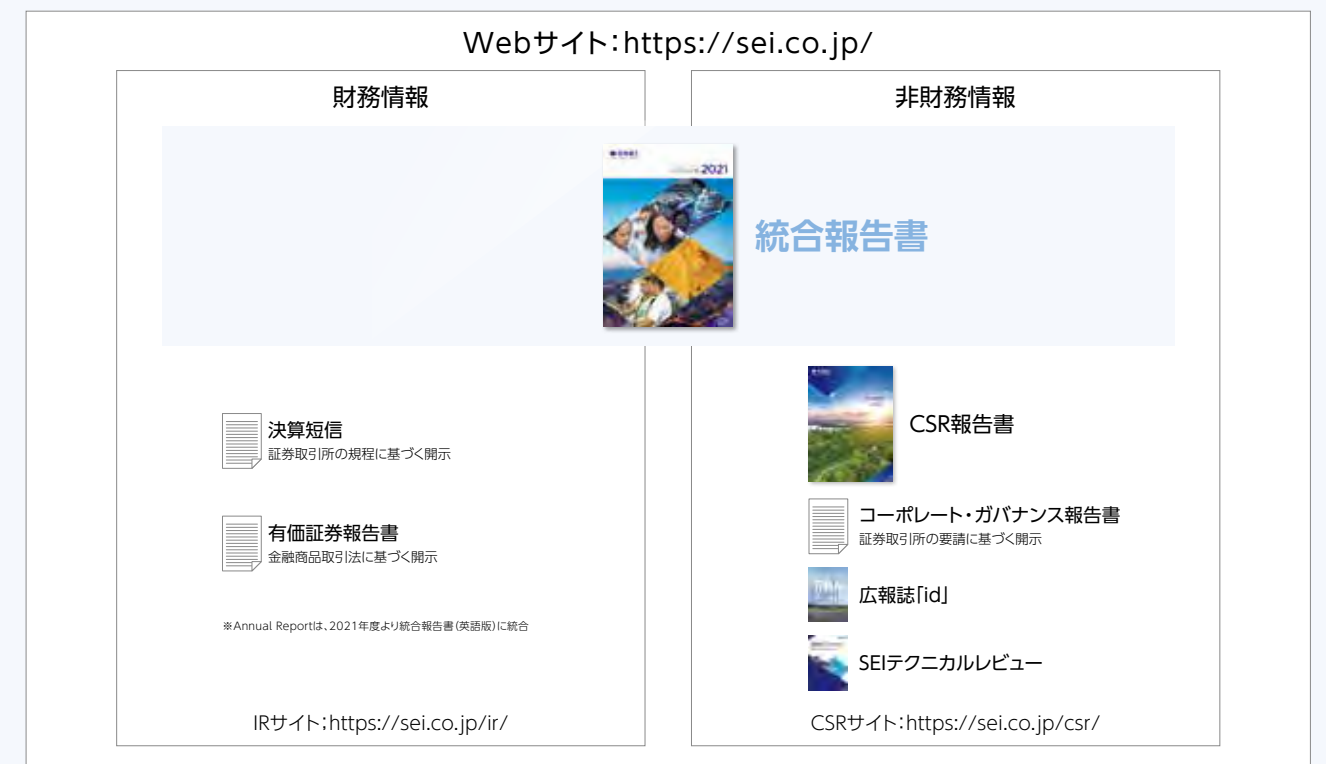 Webサイト：https://sei.co.jp/
財務情報
決算短信
証券取引所の規程に基づく開示
有価証券報告書
金融商品取引法に基づく開示
※Annual Reportは、2021年度より統合報告書（英語版）に統合
IRサイト；https://sei.co.jp/ir/
非財務情報
2021
統合報告書
CSR報告書
コーポレート・ガバナンス報告書
証券取引所の要請に基づく開示
広報誌「id」
SEIテクニカルレビュー
CSRサイト：https://sei.co.jp/csr/